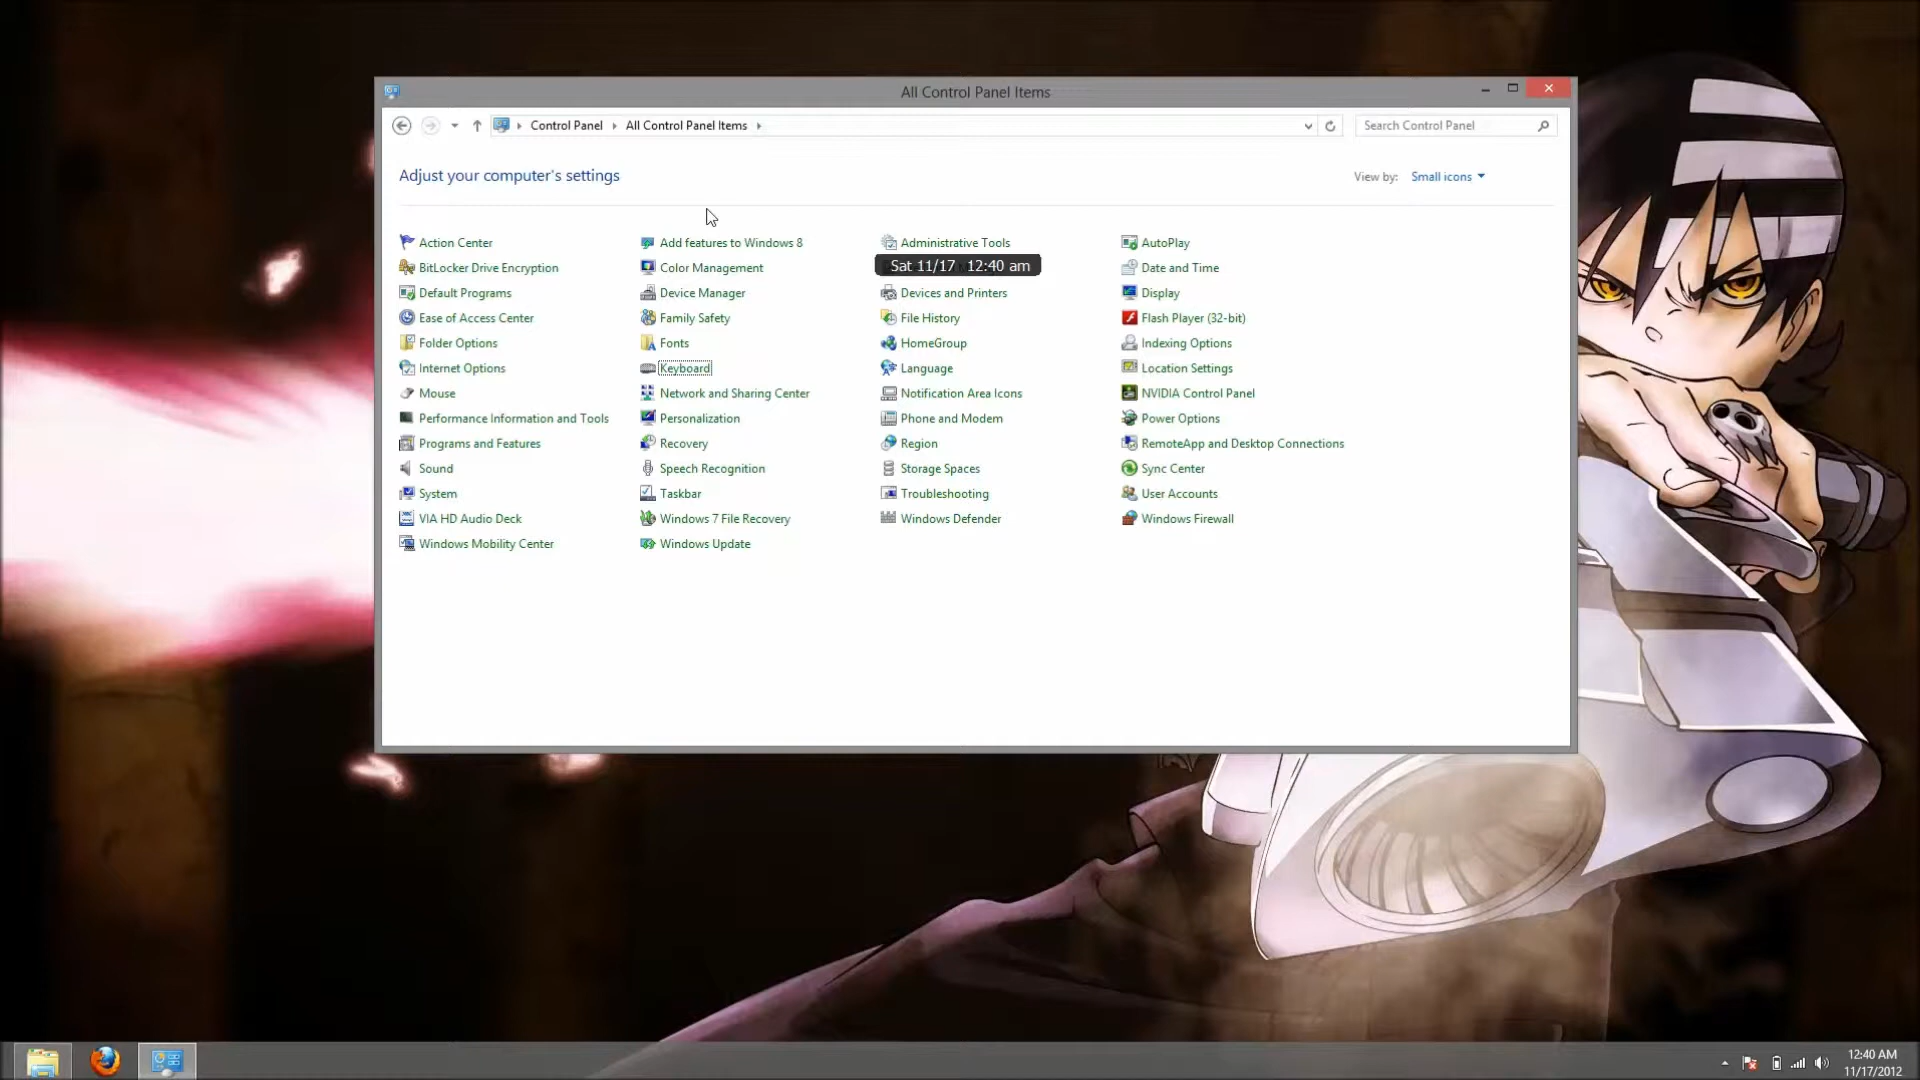 All Control Panel Items
Control Panel All Control Panel Items
Search Control Panel
Adjust your computer's settings
View by: Small icons
Action Center Add features to Windows 8 Administrative Tools AutoPlay
BitLocker Drive Encryption Color Management Sat 11/17 12:40 am Date and Time
Default Programs Device Manager Devices and Printers Display
Ease of Access Center Family Safety File History Flash Player (32-bit)
Folder Options Fonts HomeGroup Indexing Options
Internet Options Keyboard Language Location Settings
Mouse Network and Sharing Center Notification Area Icons NVIDIA Control Panel
Performance Information and Tools Personalization Phone and Modem Power Options
Programs and Features Recovery Region RemoteApp and Desktop Connections
Sound Speech Recognition Storage Spaces Sync Center
System Taskbar Troubleshooting User Accounts
VIA HD Audio Deck Windows 7 File Recovery Windows Defender Windows Firewall
Windows Mobility Center Windows Update
12:40 AM
11/17/2012